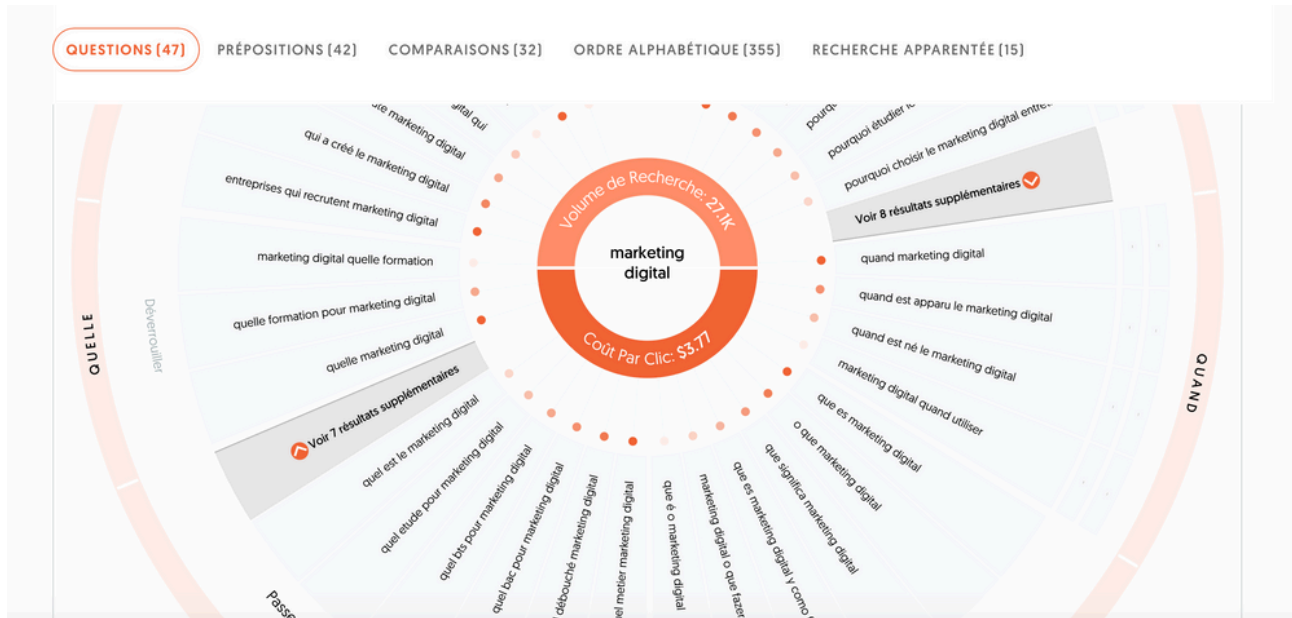 QUESTIONS (47)
PRÉPOSITIONS (42)
COMPARAISONS (32)
ORDRE ALPHABÉTIQUE (355)
RECHERCHE APPARENTÉE (15)
qui
marketing digital
qui a créé le marketing digital
entreprises qui recrutent marketing digital
marketing digital quelle formation
quelle formation pour marketing digital
quelle marketing digital
Voir 7 résultats supplémentaires
quel est le marketing digital
quel etude pour marketing digital
quel bts pour marketing digital
quel bac pour marketing digital
débouché marketing digital
metier marketing digital
QUELLE
Déverrouiller
Volume de Recherche: 27.1K
marketing
digital
Coût Par Clic: $3.77
pourquoi étudier
pourquoi choisir le marketing digital
Voir 8 résultats supplémentaires
quand marketing digital
quand est apparu le marketing digital
quand est né le marketing digital
marketing digital quand utiliser
que es marketing digital
o que marketing digital
que significa marketing digital
que es marketing digital y como
marketing digital o que fazer
que é o marketing digital
QUAND